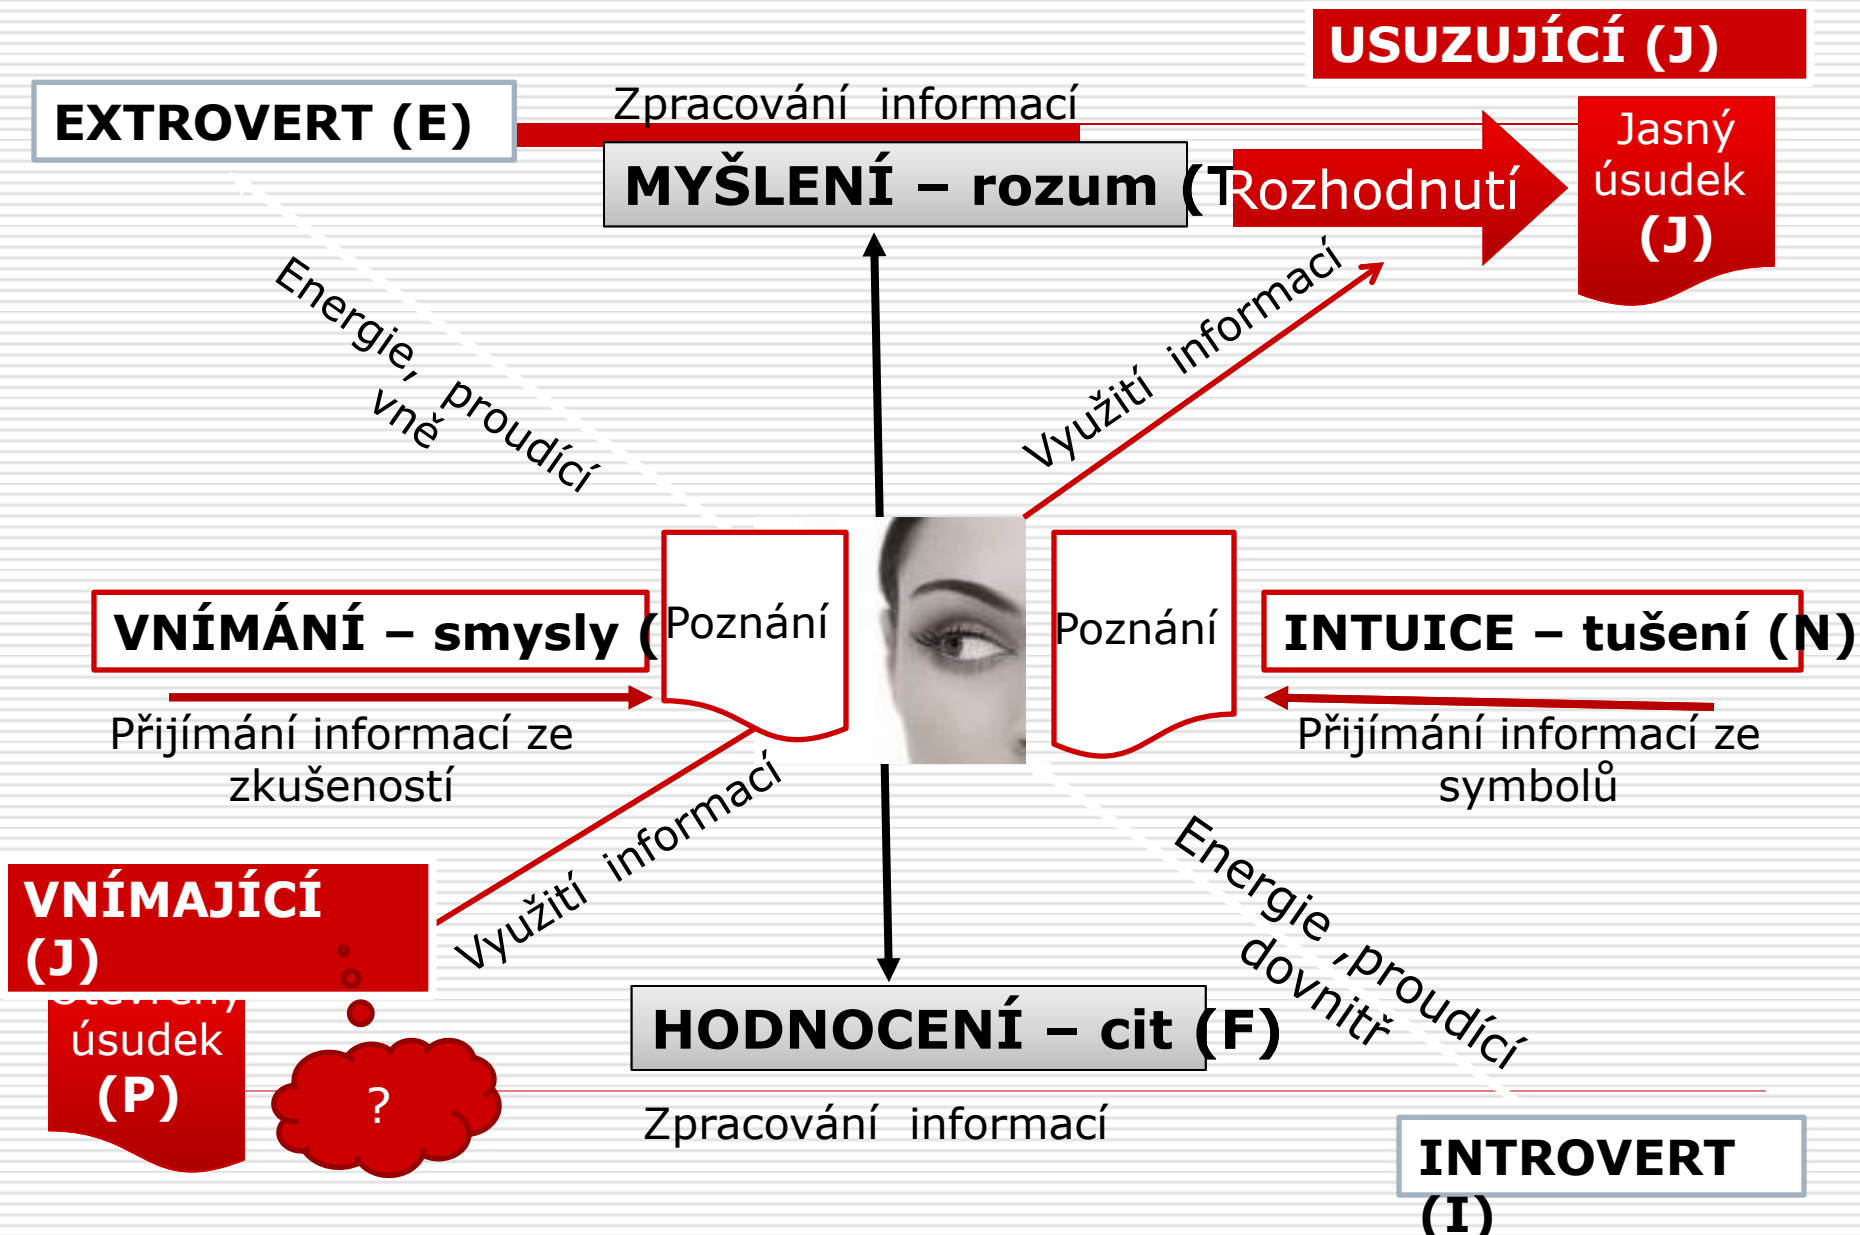 USUZUJÍCÍ (J)
EXTROVERT (E)
Zpracování informací
MYŠLENÍ – rozum (T
Rozhodnutí
Jasný
úsudek
(J)
Energie, proudící
vně
Využití informací
VNÍMÁNÍ – smysly (
Poznání
Poznání
INTUICE – tušení (N)
Přijímání informací ze
zkušeností
Přijímání informací ze
symbolů
Využití informací
Energie ,proudící
dovnitř
VNÍMAJÍCÍ
(J)
Otevřený
úsudek
(P)
?
HODNOCENÍ – cit (F)
Zpracování informací
INTROVERT
(I)